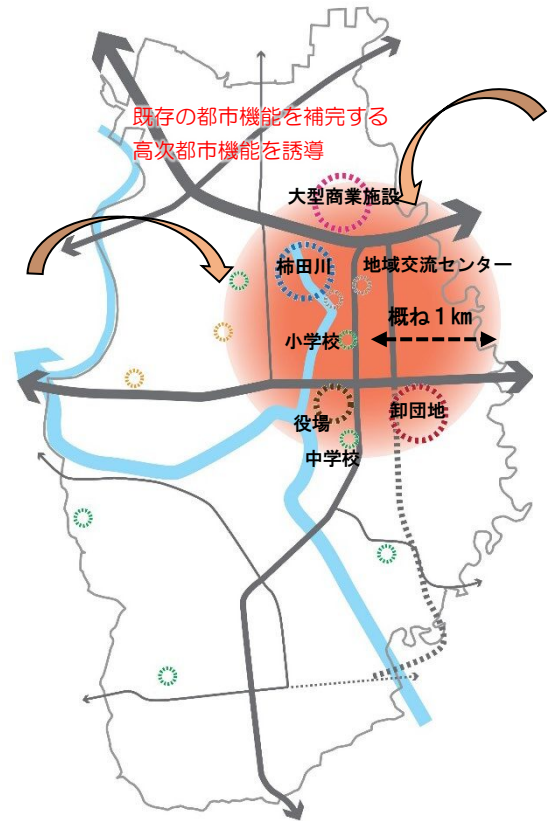 既存の都市機能を補完する
高次都市機能を誘導
大型商業施設
柿田川
地域交流センター
概ね１㎞
小学校
役場
卸団地
中学校